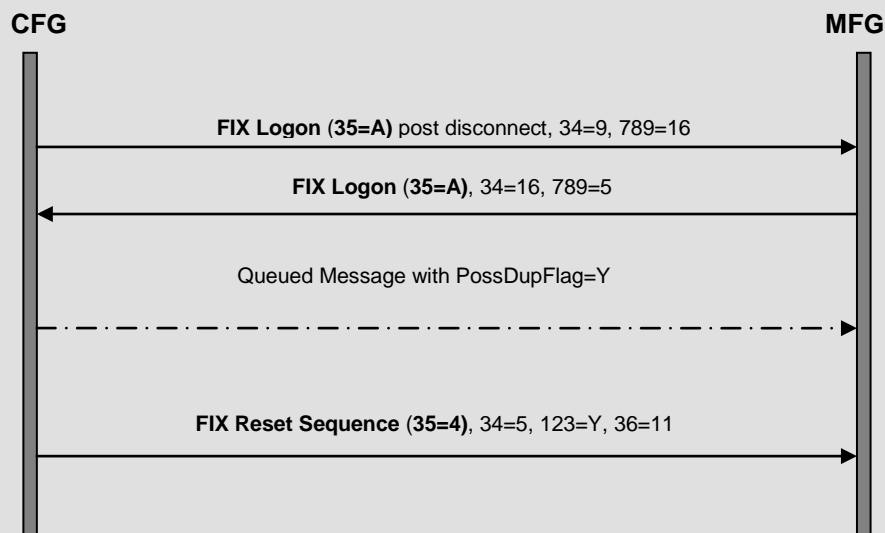 CFG MFG
FIX Logon (35=A) post disconnect, 34=9, 789=16
FIX Logon (35=A), 34=16, 789=5
Queued Message with PossDupFlag=Y
FIX Reset Sequence (35=4), 34=5, 123=Y, 36=11